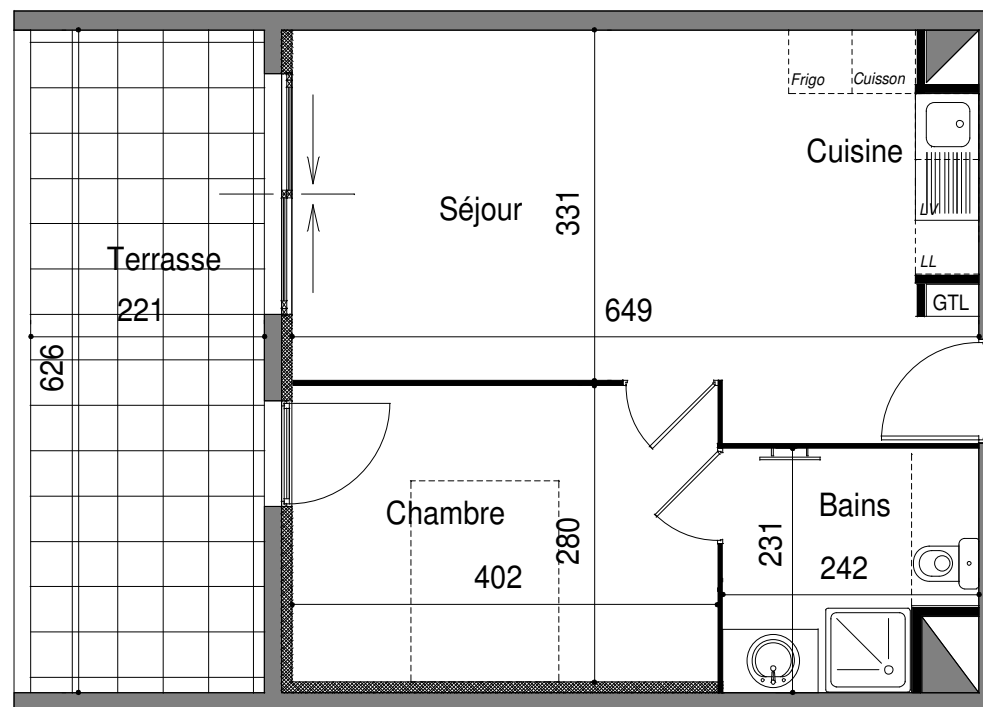 Frigo
Cuisson
Cuisine
Séjour
331
LV
Terrasse
LL
221
649
GTL
626
Chambre
280
402
Bains
231
242